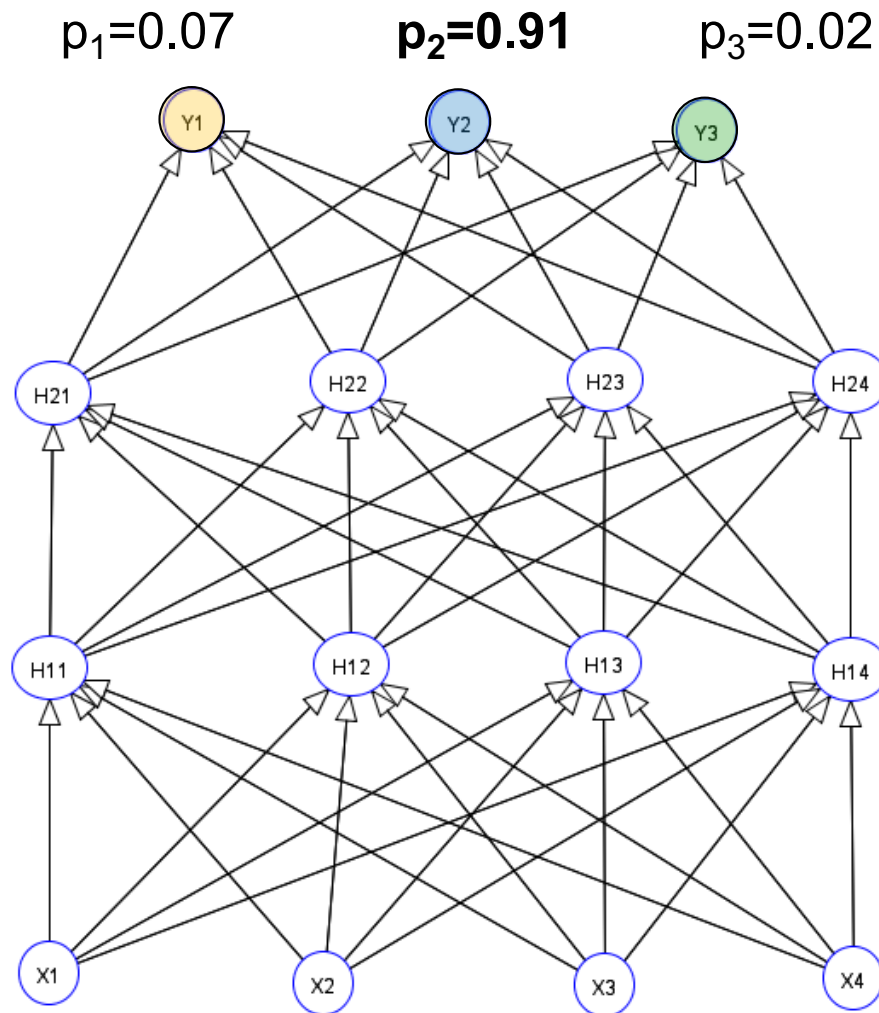 p₁=0.07 p₂=0.91 p₃=0.02
Y1 Y2 Y3
H21 H22 H23 H24
H11 H12 H13 H14
X1 X2 X3 X4